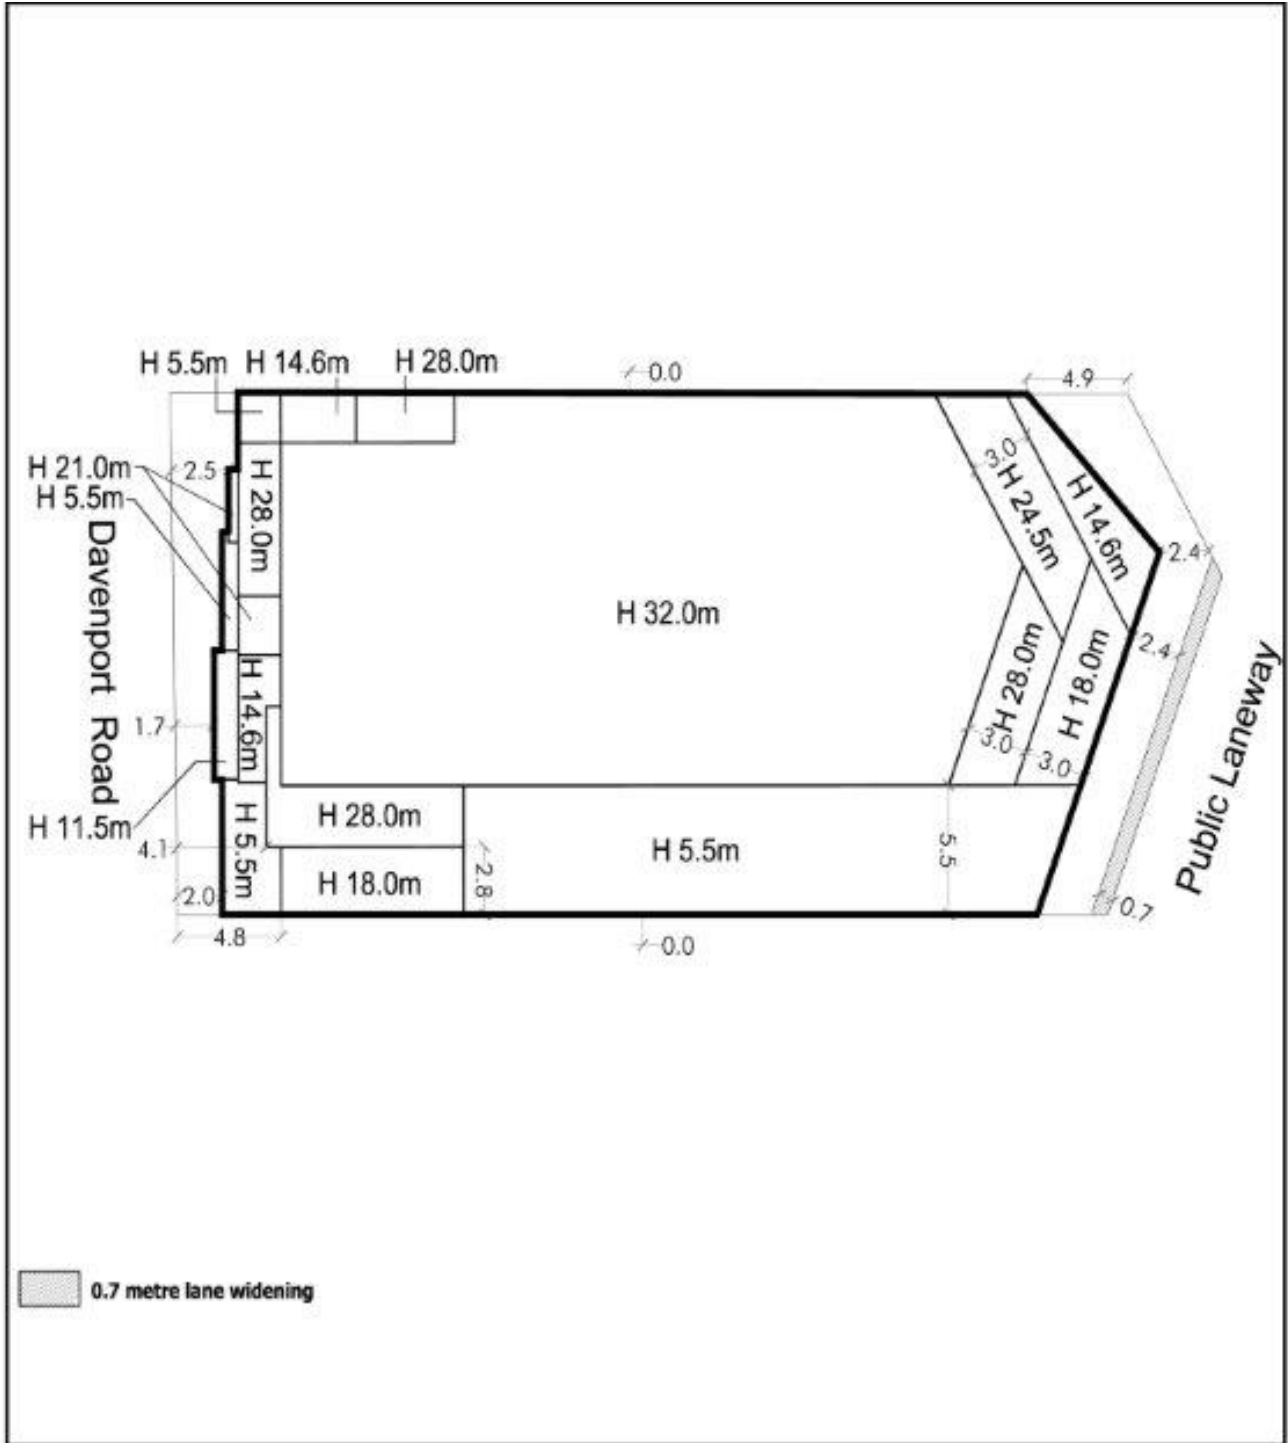 H 5.5m H 14.6m H 28.0m
0.0
4.9
H 21.0m
2.5
H 5.5m
H 28.0m
3.0
H 24.5m
H 14.6m
2.4
Davenport Road
H 32.0m
2.4
H 28.0m
H 18.0m
Public Laneway
H 14.6m
1.7
3.0
3.0
H 11.5m
H 28.0m
H 5.5m
H 5.5m
5.5
4.1
H 18.0m
2.8
2.0
0.7
4.8
0.0
0.7 metre lane widening